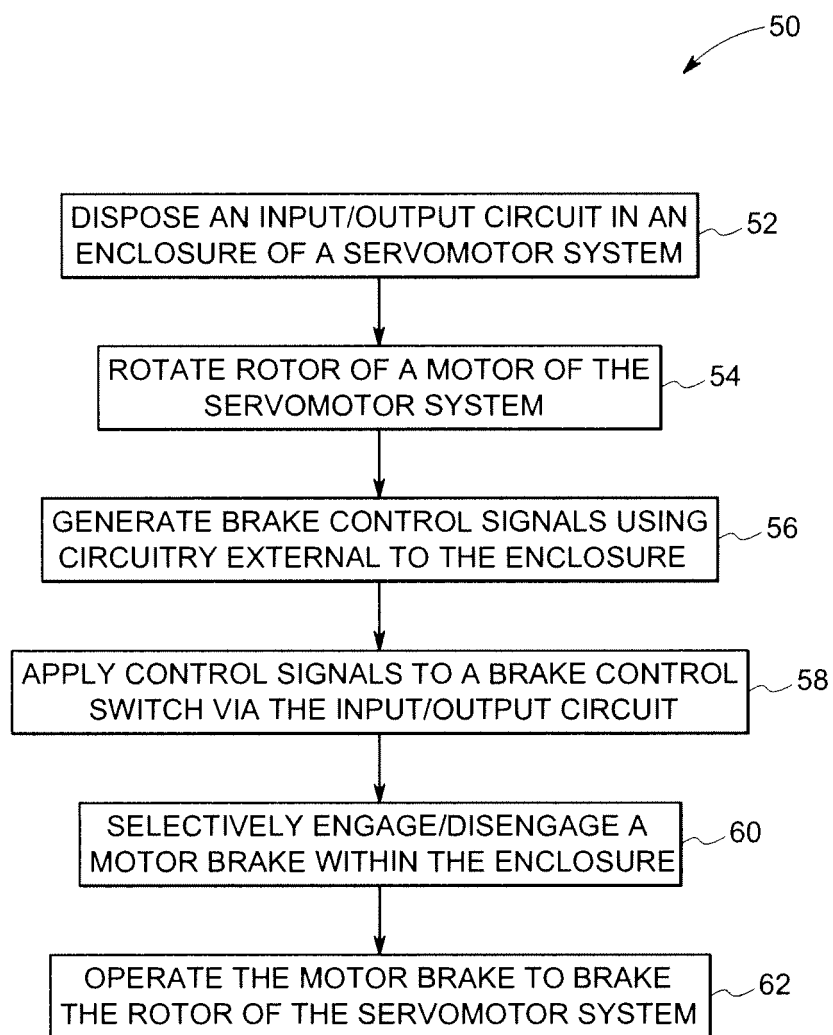 50
DISPOSE AN INPUT/OUTPUT CIRCUIT IN AN
ENCLOSURE OF A SERVOMOTOR SYSTEM
52
ROTATE ROTOR OF A MOTOR OF THE
SERVOMOTOR SYSTEM
54
GENERATE BRAKE CONTROL SIGNALS USING
CIRCUITRY EXTERNAL TO THE ENCLOSURE
56
APPLY CONTROL SIGNALS TO A BRAKE CONTROL
SWITCH VIA THE INPUT/OUTPUT CIRCUIT
58
SELECTIVELY ENGAGE/DISENGAGE A
MOTOR BRAKE WITHIN THE ENCLOSURE
60
OPERATE THE MOTOR BRAKE TO BRAKE
THE ROTOR OF THE SERVOMOTOR SYSTEM
62